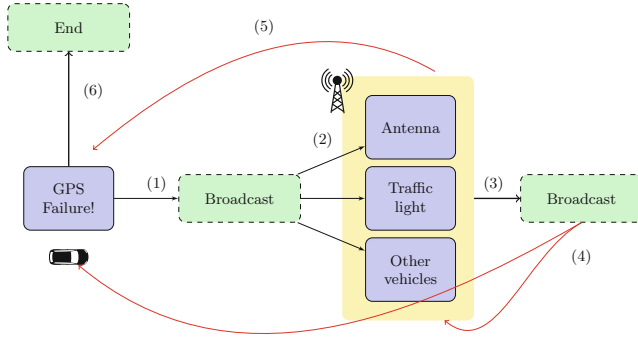 End
(5)
(6)
Antenna
(2)
GPS
Failure!
(1)
Broadcast
Traffic
light
(3)
Broadcast
Other
vehicles
(4)